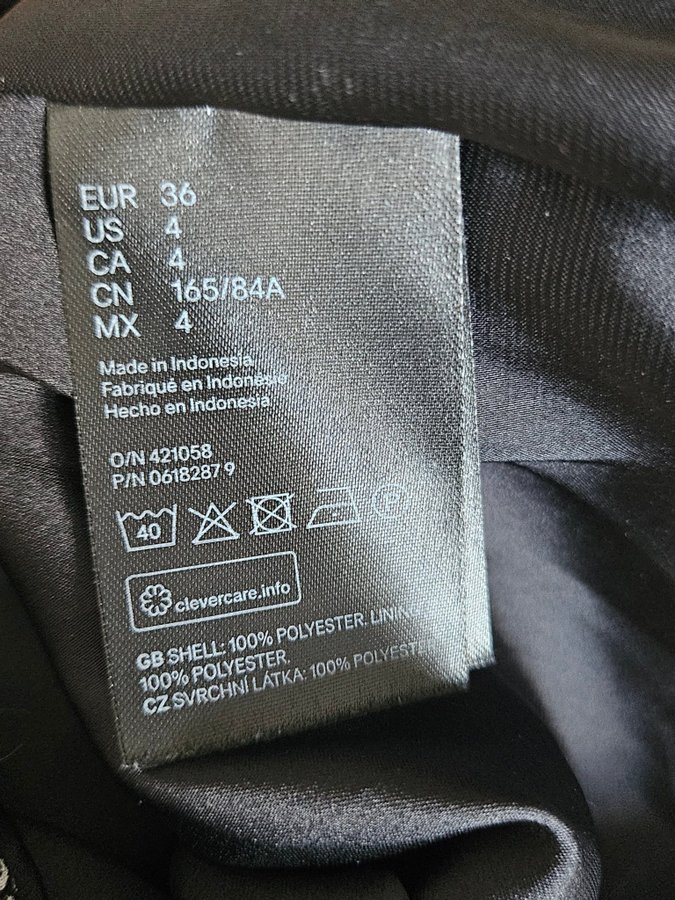 EUR 36
US 4
CA 4
CN 165/84A
MX 4
Made in Indonesia
Fabriqué en Indonésie
Hecho en Indonesia
O/N 421058
P/N 0618287 9
40
P
clevercare.info
GB SHELL: 100% POLYESTER. LINING
100% POLYESTER.
CZ SVRCHNÍ LÁTKA: 100% POLYEST